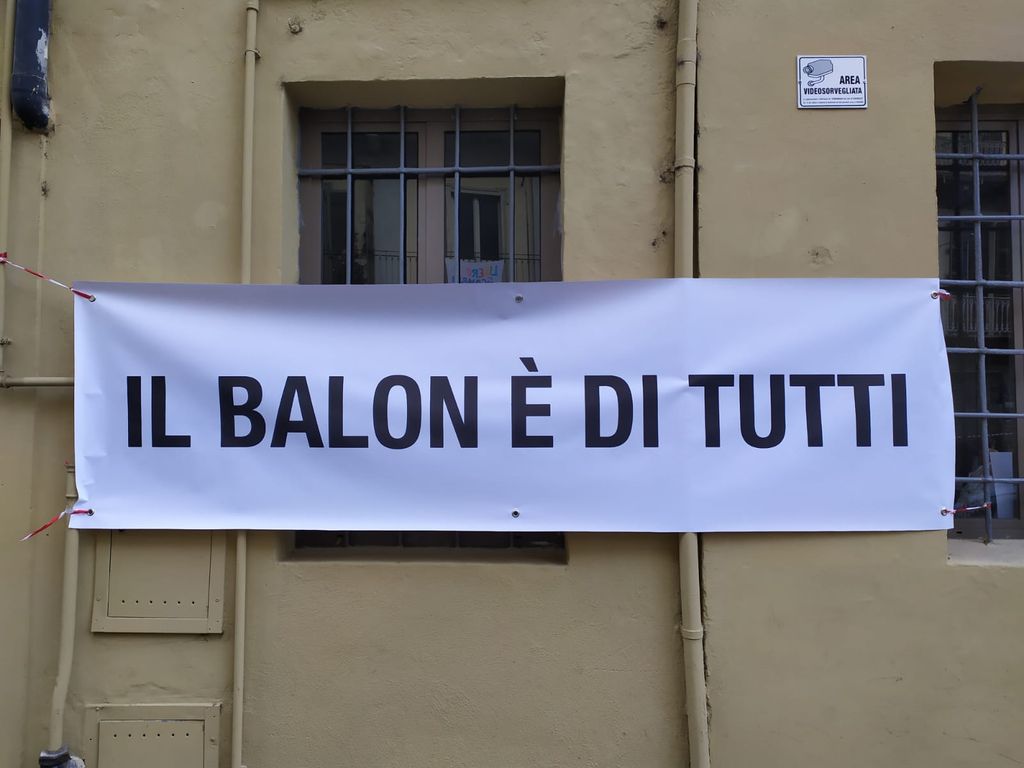 AREA
VIDEOSORVEGLIATA
IL BALON È DI TUTTI